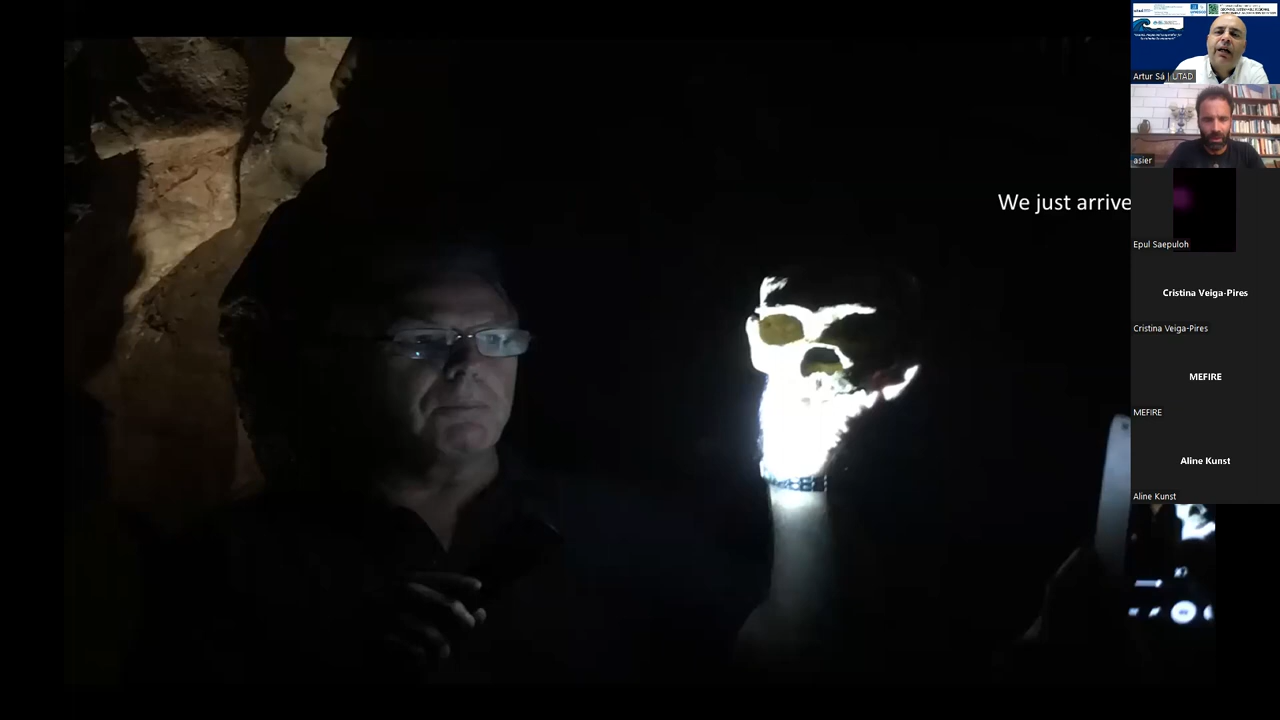 We just arrive
Artur Sá | UTAD
asier
Epul Saepuloh
Cristina Veiga-Pires
Cristina Veiga-Pires
MEFIRE
MEFIRE
Aline Kunst
Aline Kunst